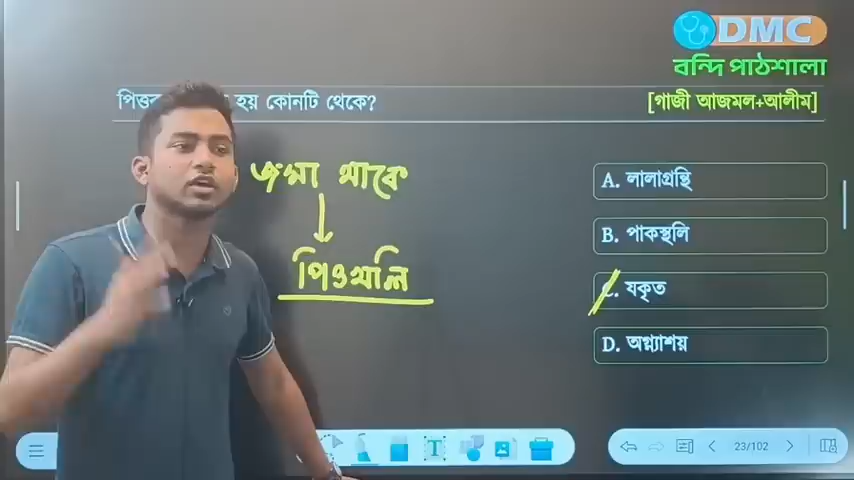 DMC
বন্দি পাঠশালা
হয় কোনটি থেকে?
[গাজী আজমল+আলীম]
জমা থাকে
পিত্তথলি
A. লালাগ্রন্থি
B. পাকস্থলি
C. যকৃত
D. অগ্ন্যাশয়
23/102